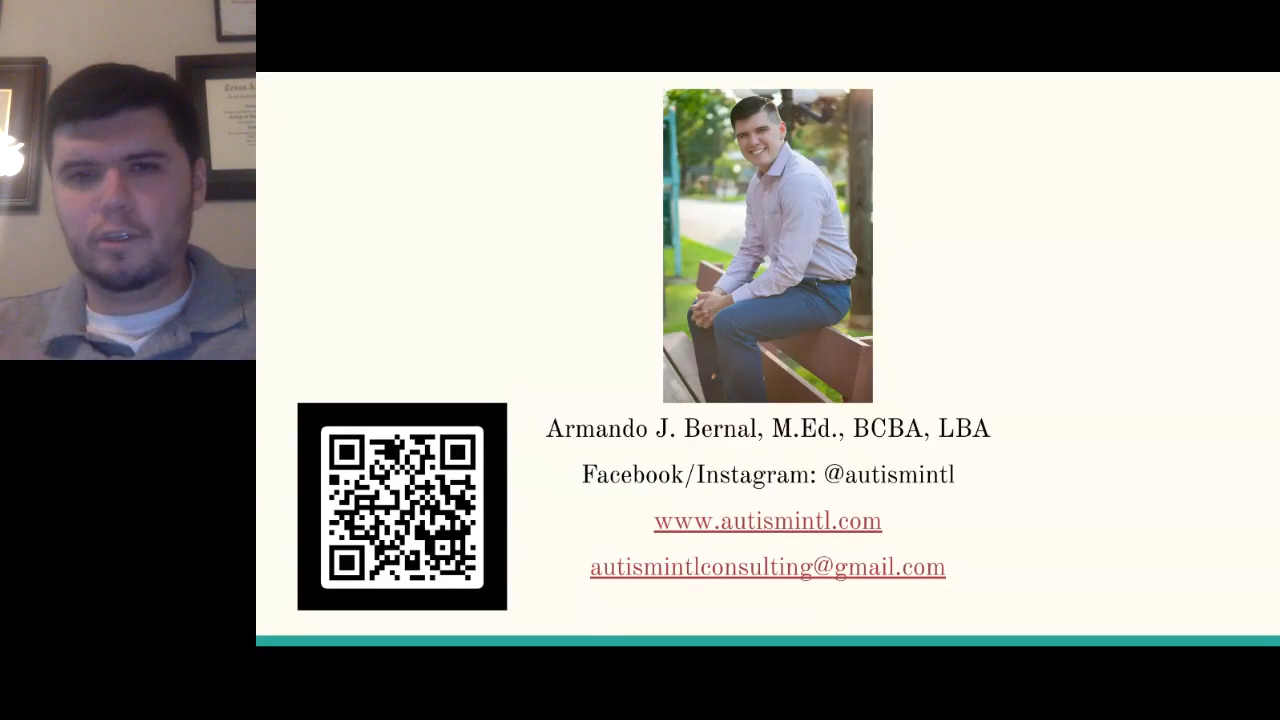 Armando J. Bernal, M.Ed., BCBA, LBA
Facebook/Instagram: @autismintl
www.autismintl.com
autismintlconsulting@gmail.com